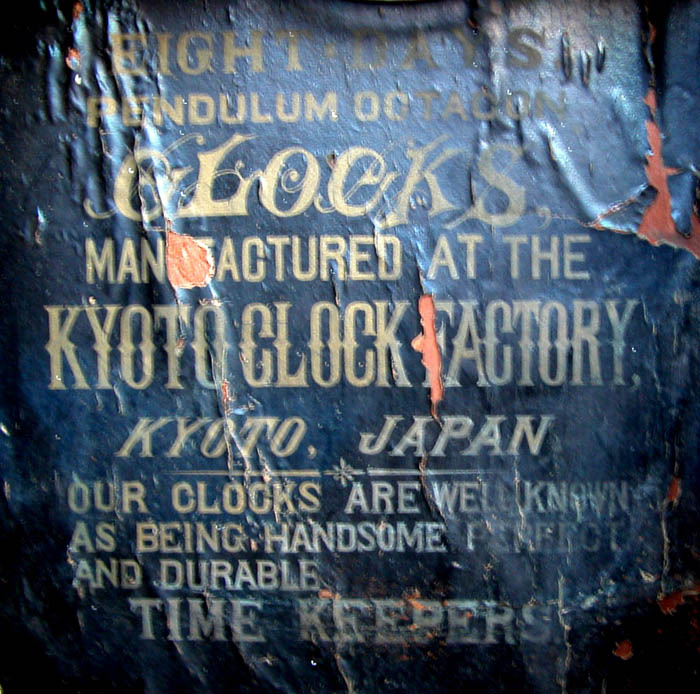 EIGHT·DAYS
PENDULUM OCTAGON
CLOCKS,
MANUFACTURED AT THE
KYOTO CLOCK FACTORY,
KYOTO, JAPAN
OUR CLOCKS ARE WELL KNOWN
AS BEING HANDSOME PERFECT
AND DURABLE
TIME KEEPERS.